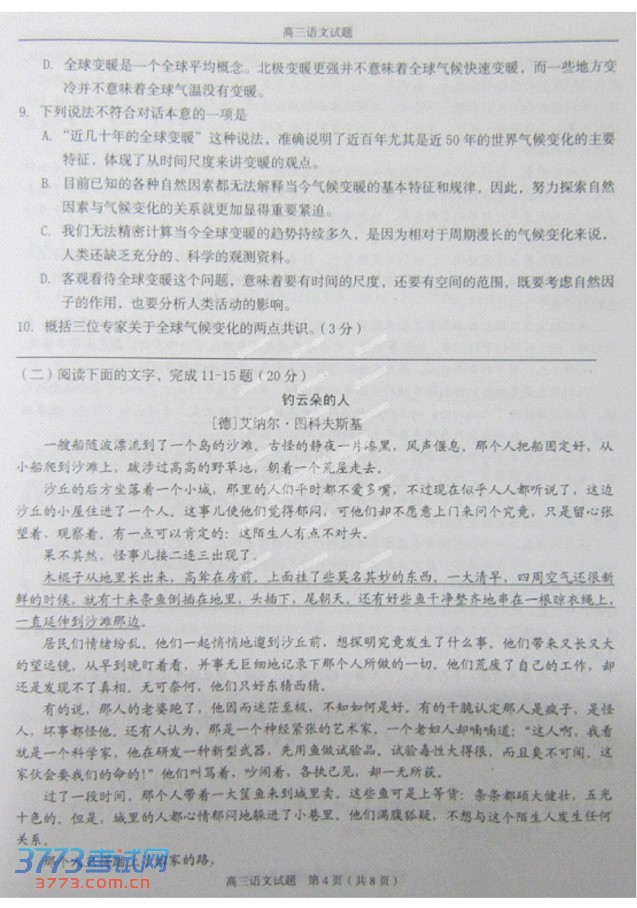 高三语文试题
D. 全球变暖是一个全球平均概念。北极变暖更强并不意味着全球气候快速变暖，而一些地方变
冷并不意味着全球气温没有变暖。
9. 下列说法不符合对话本意的一项是
A. “近几十年的全球变暖”这种说法，准确说明了近百年尤其是近 50 年的世界气候变化的主要
特征，体现了从时间尺度来讲变暖的观点。
B. 目前已知的各种自然因素都无法解释当今气候变暖的基本特征和规律，因此，努力探索自然
因素与气候变化的关系就更加显得重要紧迫。
C. 我们无法精密计算当今全球变暖的趋势持续多久，是因为相对于周期漫长的气候变化来说，
人类还缺乏充分的、科学的观测资料。
D. 客观看待全球变暖这个问题，意味着要有时间的尺度，还要有空间的范围，既要考虑自然因
子的作用，也要分析人类活动的影响。
10. 概括三位专家关于全球气候变化的两点共识。（3 分）
（二）阅读下面的文字，完成 11-15 题（20 分）
钓云朵的人
[德]艾纳尔·图科夫斯基
一艘船随波漂流到了一个岛的沙滩。古怪的静夜一片漆黑，风声偃息。那个人把船固定好，从
小船爬到沙滩上，跋涉过高高的野草地，朝着一个荒屋走去。
沙丘的后方坐落着一个小城，那里的人们平时都不爱多嘴，不过现在似乎人人都听说了，这边
沙丘的小屋住进了一个人。这事儿使他们觉得郁闷，可他们却不愿意上门来问个究竟，只是留心张
望着、观察着。有一点可以肯定的：这陌生人有点不对头。
果不其然，怪事儿接二连三出现了。
木棍子从地里长出来，高耸在房前。上面挂了些莫名其妙的东西。一大清早，四周空气还很新
鲜的时候，就有十来条鱼倒插在地里，头插下，尾朝天。还有好些鱼干净整齐地串在一根晾衣绳上，
一直延伸到沙滩那边。
居民们情绪纷乱。他们一起悄悄地遛到沙丘前，想探明究竟发生了什么事。他们带来又长又大
的望远镜，从早到晚盯着看，并事无巨细地记录下那个人所做的一切。他们荒废了自己的工作，却
还是发现不了真相。无可奈何，他们只好东猜西猜。
有的说，那人的老婆跑了，他因而迷茫至极，不知如何是好。有的干脆认定那人是疯子，是怪
人，坏事都怪他。还有人认为，那是一个神经紧张的艺术家。一个老妇人却喃喃道：“这人啊，我看
就是一个科学家，他在研发一种新型武器，先用鱼做试验品。试验毒性大得很，而且臭不可闻。这
家伙会要我们的命的！”他们叫骂着，吵闹着，各执己见，却一无所获。
过了一段时间，那个人带着一大筐鱼来到城里卖。这些鱼可是上等货：条条都硕大健壮，五光
十色的。但是，城里的人都心情郁闷地躲进了小巷里。他们满腹狐疑，不想与这个陌生人发生任何
关系。
那个人
家的路。
3773考试网
3773.com.cn
高三语文试题 第 4 页（共 8 页）